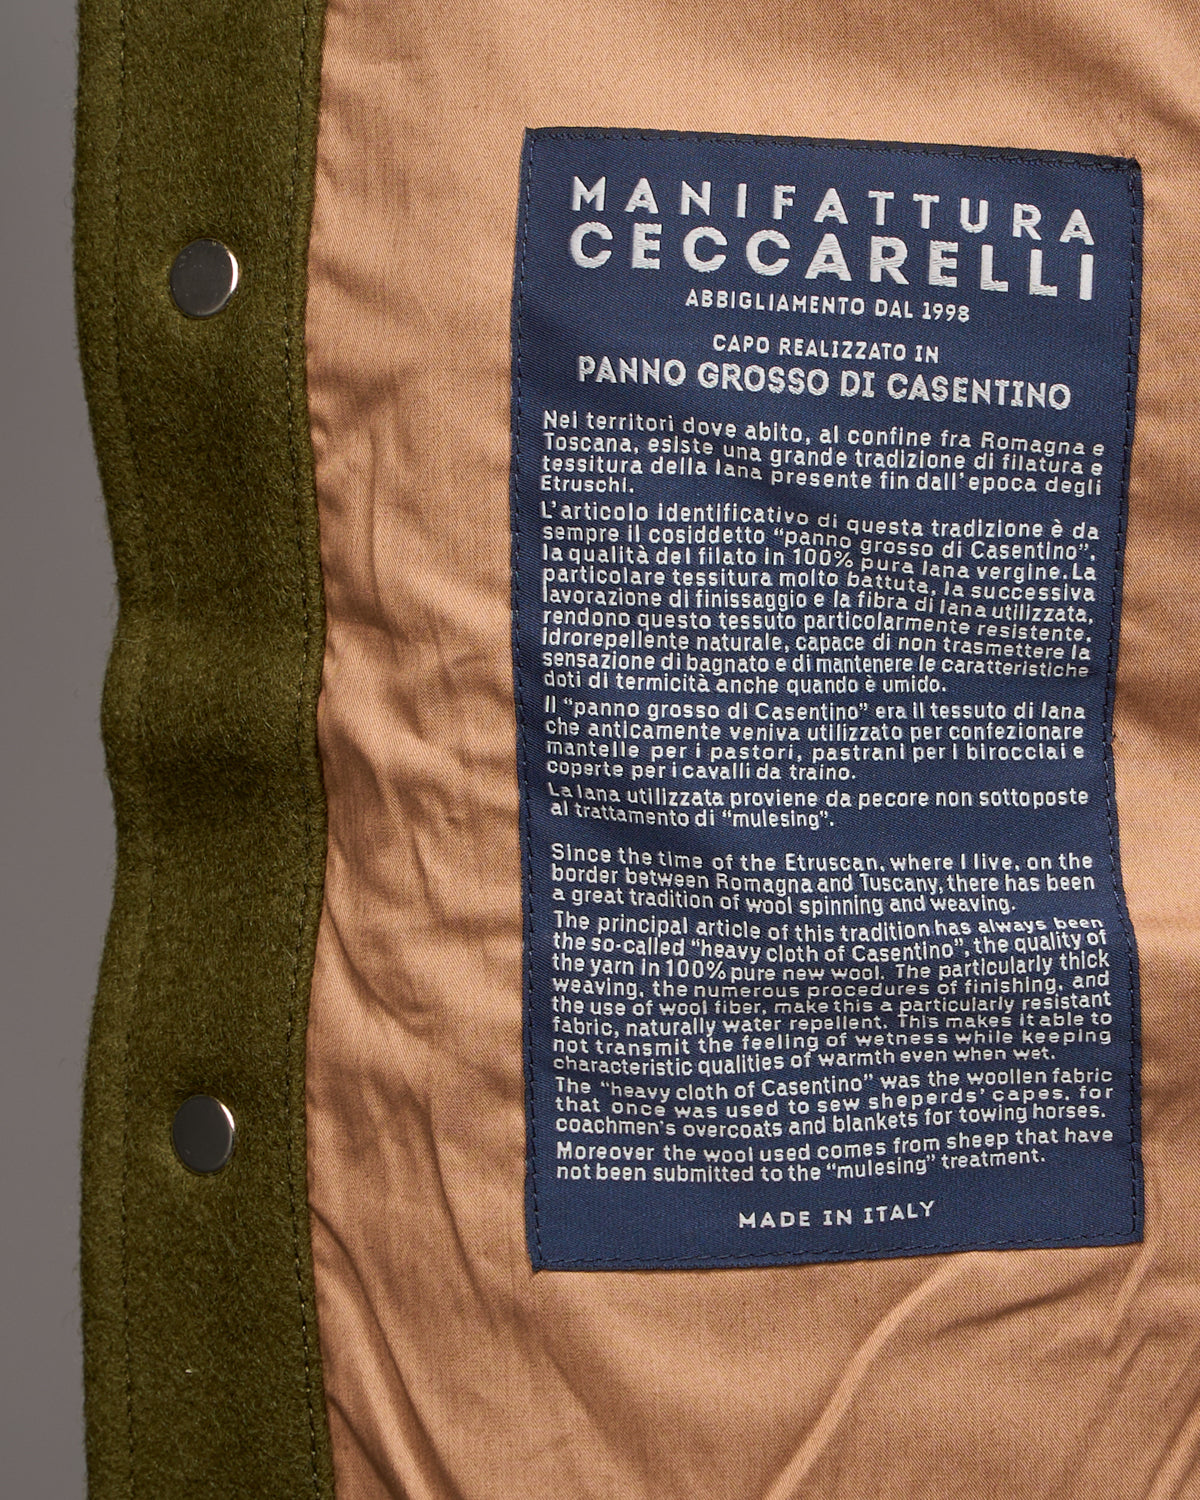 MANIFATTURA
CECCARELLI
ABBIGLIAMENTO DAL 1998
CAPO REALIZZATO IN
PANNO GROSSO DI CASENTINO
Nei territori dove abito, al confine fra Romagna e
Toscana, esiste una grande tradizione di filatura e
tessitura della lana presente fin dall'epoca degli
Etruschi.
L'articolo identificativo di questa tradizione è da
sempre il cosiddetto "panno grosso di Casentino",
la qualità del filato in 100% pura lana vergine. La
particolare tessitura molto battuta, la successiva
lavorazione di finissaggio e la fibra di lana utilizzata,
rendono questo tessuto particolarmente resistente,
idrorepellente naturale, capace di non trasmettere la
sensazione di bagnato e di mantenere le caratteristiche
doti di termicità anche quando è umido.
Il "panno grosso di Casentino" era il tessuto di lana
che anticamente veniva utilizzato per confezionare
mantelle per i pastori, pastrani per i birocciai e
coperte per i cavalli da traino.
La lana utilizzata proviene da pecore non sottoposte
al trattamento di "mulesing".
Since the time of the Etruscan, where I live, on the
border between Romagna and Tuscany, there has been
a great tradition of wool spinning and weaving.
The principal article of this tradition has always been
the so-called "heavy cloth of Casentino", the quality of
the yarn in 100% pure new wool. The particularly thick
weaving, the numerous procedures of finishing, and
the use of wool fiber, make this a particularly resistant
fabric, naturally water repellent. This makes it able to
not transmit the feeling of wetness while keeping
characteristic qualities of warmth even when wet.
The "heavy cloth of Casentino" was the woollen fabric
that once was used to sew sheperds' capes, for
coachmen's overcoats and blankets for towing horses.
Moreover the wool used comes from sheep that have
not been submitted to the "mulesing" treatment.
MADE IN ITALY